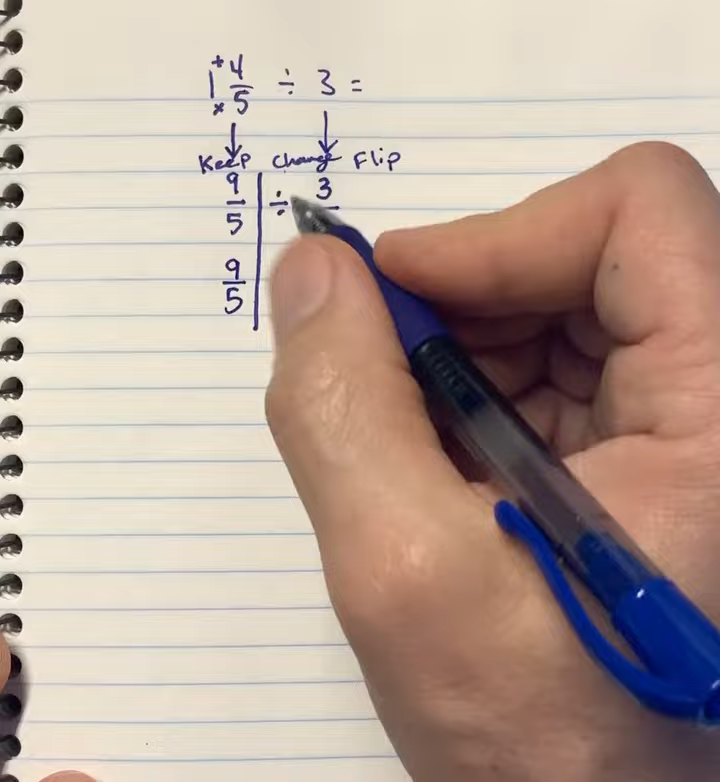 1 4/5 ÷ 3 =
+
×
Keep Change Flip
9/5 ÷ 3/
9/5